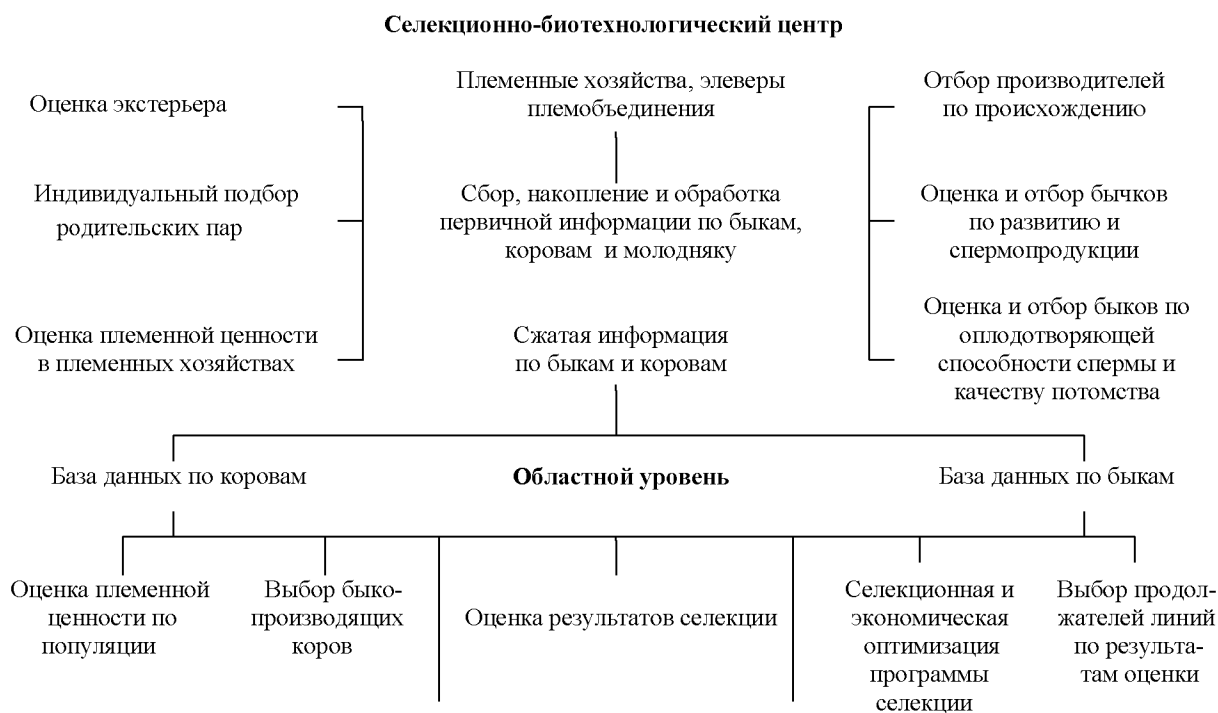 Селекционно-биотехнологический центр
Оценка экстерьера
Племенные хозяйства, элеверы
племобъединения
Отбор производителей
по происхождению
Индивидуальный подбор
родительских пар
Сбор, накопление и обработка
первичной информации по быкам,
коровам и молодняку
Оценка и отбор бычков
по развитию и
спермопродукции
Оценка племенной ценности
в племенных хозяйствах
Сжатая информация
по быкам и коровам
Оценка и отбор быков по
оплодотворяющей
способности спермы и
качеству потомства
База данных по коровам
Областной уровень
База данных по быкам
Оценка племенной
ценности по
популяции
Выбор быко-
производящих
коров
Оценка результатов селекции
Селекционная и
экономическая
оптимизация
программы
селекции
Выбор продол-
жателей линий
по результа-
там оценки